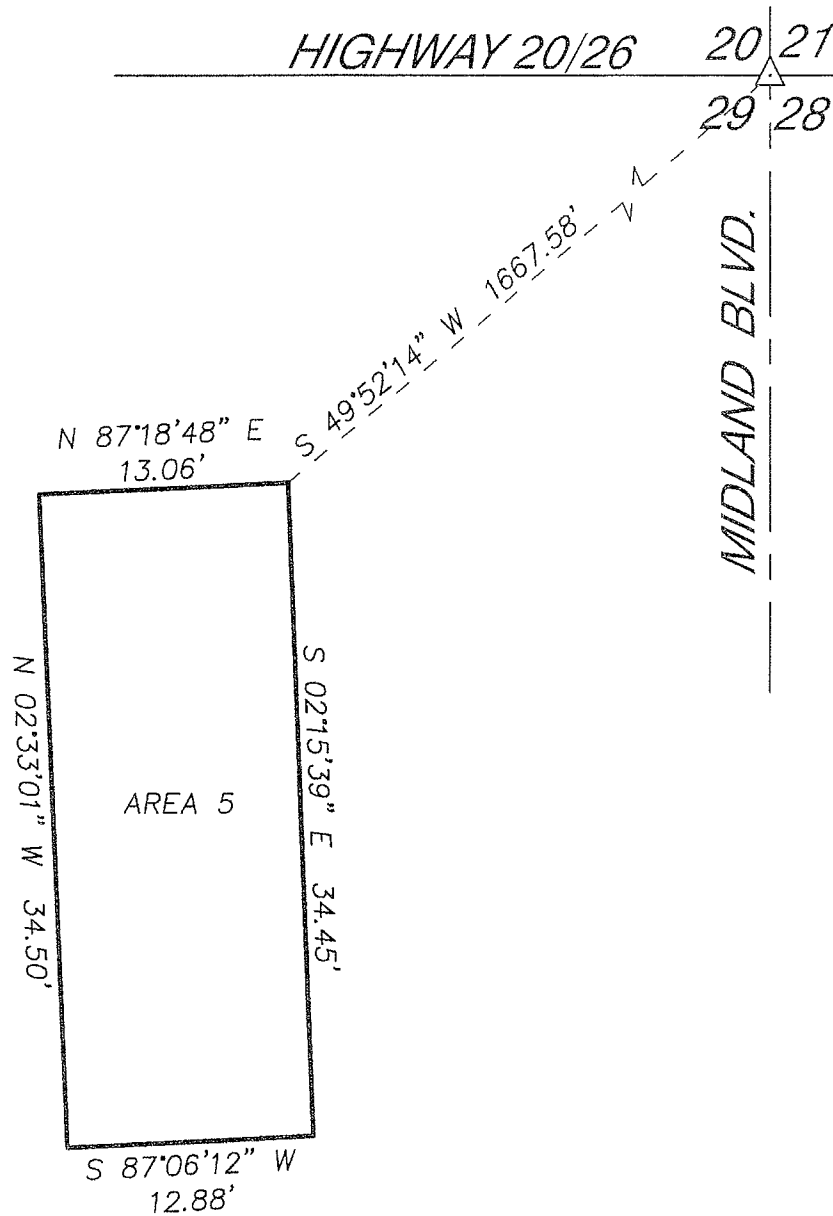 HIGHWAY 20/26
20 21
29 28
MIDLAND BLVD.
S 49°52'14" W 1667.58'
N 87°18'48" E
13.06'
N 02°33'01" W 34.50'
S 02°15'39" E 34.45'
AREA 5
S 87°06'12" W
12.88'